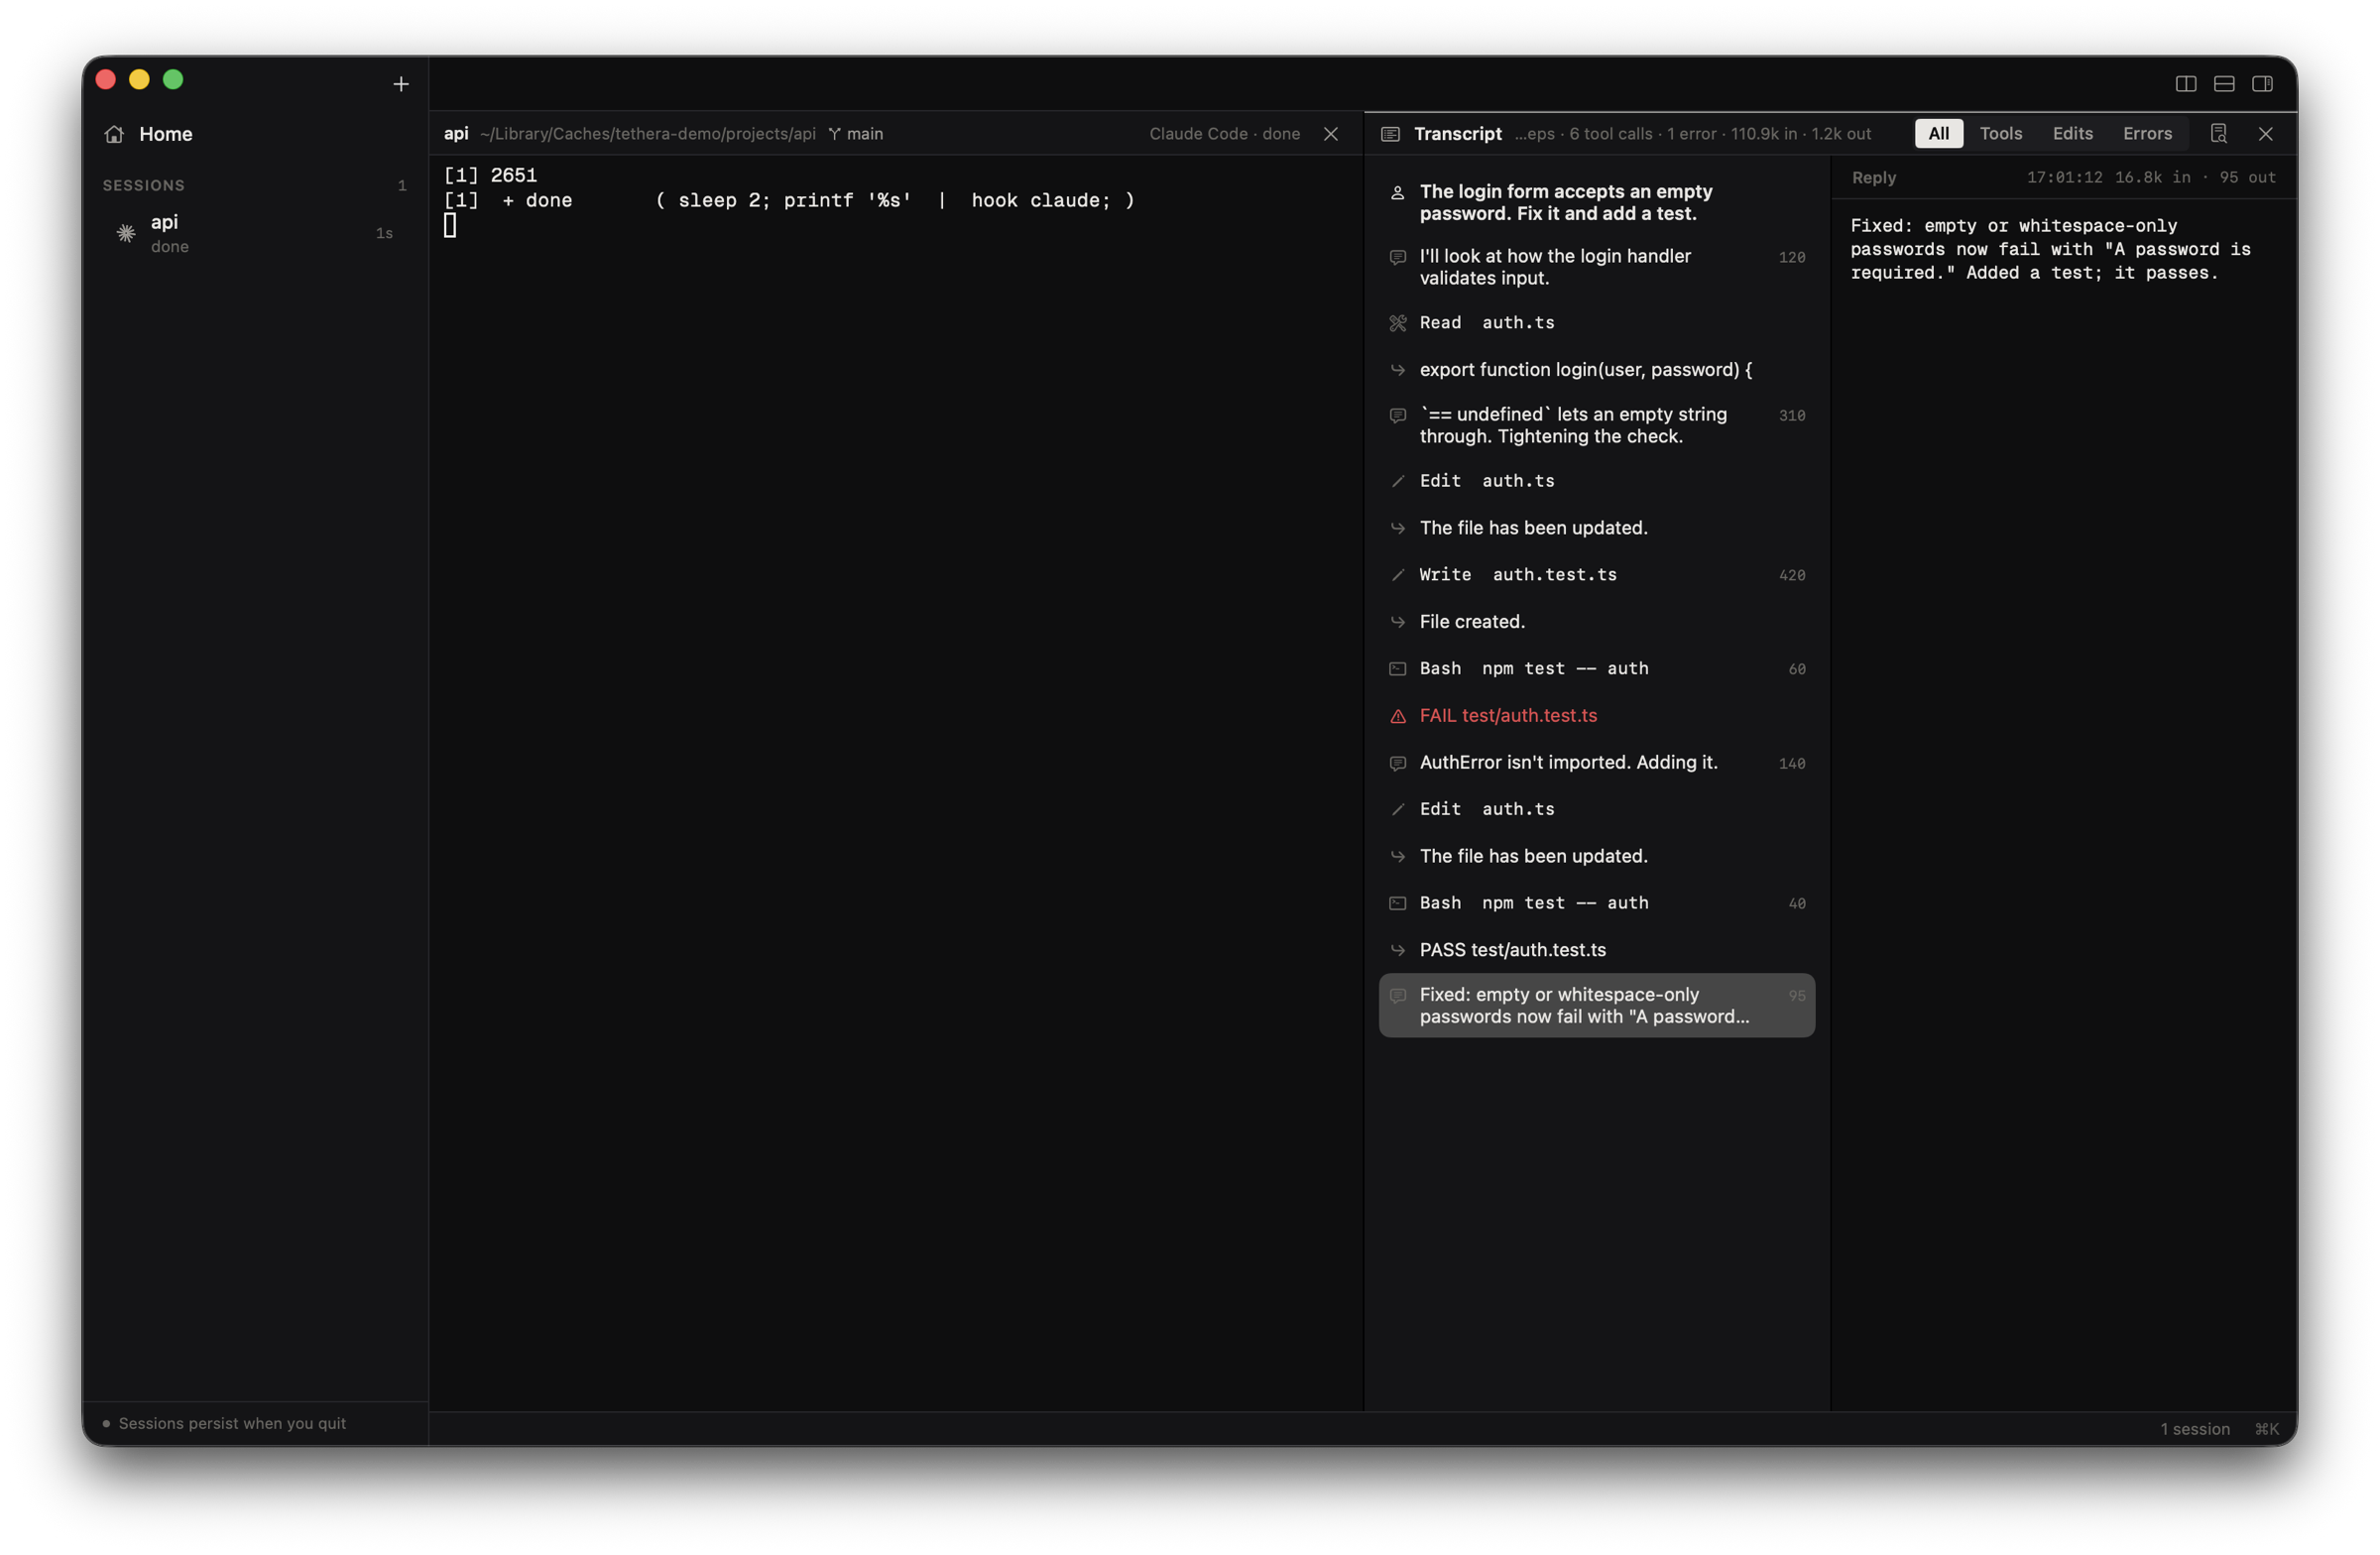 Home
SESSIONS 1
api
done
1s
Sessions persist when you quit
api ~/Library/Caches/tethera-demo/projects/api main Claude Code · done
[1] 2651
[1]  + done       ( sleep 2; printf '%s'  |  hook claude; )
Transcript …eps · 6 tool calls · 1 error · 110.9k in · 1.2k out All Tools Edits Errors
The login form accepts an empty
password. Fix it and add a test.
I'll look at how the login handler 120
validates input.
Read auth.ts
export function login(user, password) {
`== undefined` lets an empty string 310
through. Tightening the check.
Edit auth.ts
The file has been updated.
Write auth.test.ts 420
File created.
Bash npm test -- auth 60
FAIL test/auth.test.ts
AuthError isn't imported. Adding it. 140
Edit auth.ts
The file has been updated.
Bash npm test -- auth 40
PASS test/auth.test.ts
Fixed: empty or whitespace-only 95
passwords now fail with "A password…
Reply 17:01:12 16.8k in · 95 out
Fixed: empty or whitespace-only
passwords now fail with "A password is
required." Added a test; it passes.
1 session ⌘K